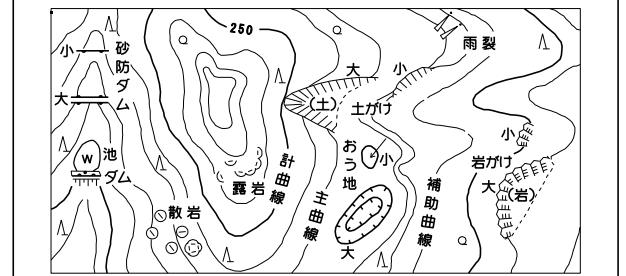 250
小
砂防ダム
大
w
池
ダム
散岩
露岩
計曲線
大
小
(土)
土がけ
おう地
小
大
主曲線
補助曲線
雨裂
小
岩がけ
大
(岩)